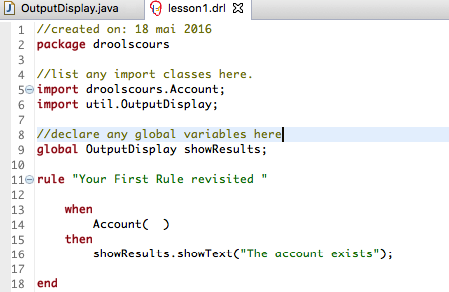 OutputDisplay.java lesson1.drl
1 //created on: 18 mai 2016
2 package droolscours
3
4 //list any import classes here.
5 import droolscours.Account;
6 import util.OutputDisplay;
7
8 //declare any global variables here
9 global OutputDisplay showResults;
10
11 rule "Your First Rule revisited "
12
13 when
14 Account(  )
15 then
16 showResults.showText("The account exists");
17
18 end